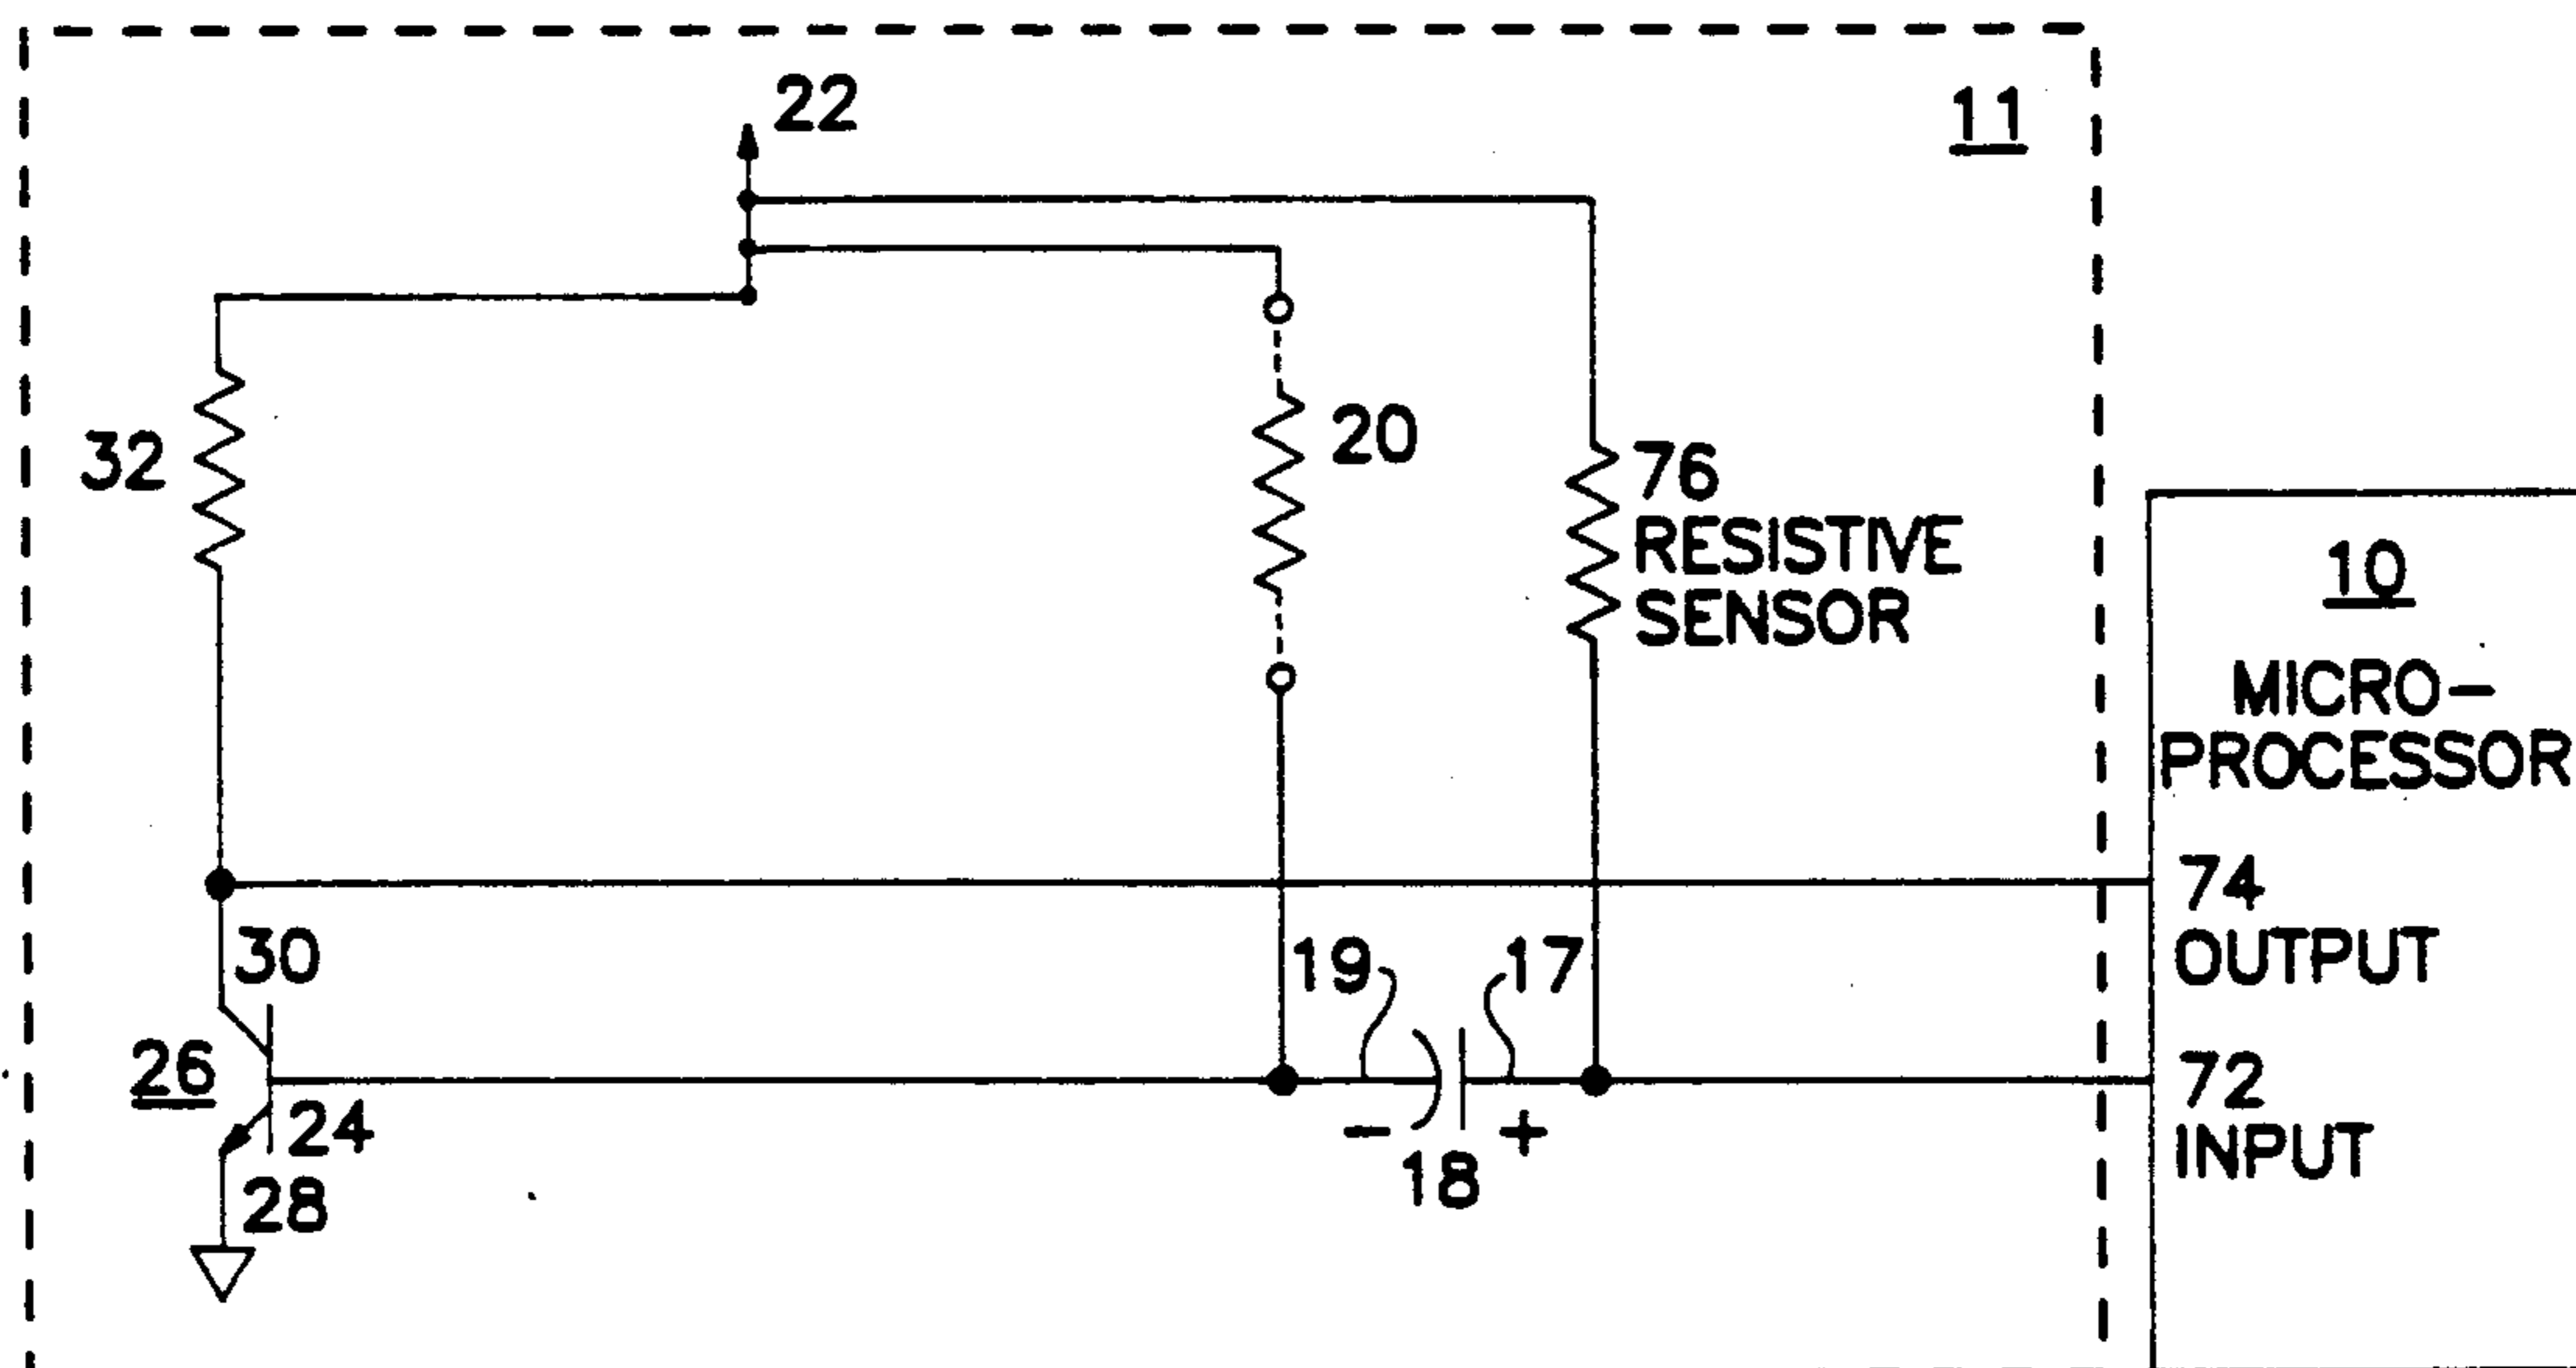 22
11
32
20
76
RESISTIVE
SENSOR
10
MICRO-
PROCESSOR
74
OUTPUT
30
19
17
26
24
72
INPUT
- +
18
28